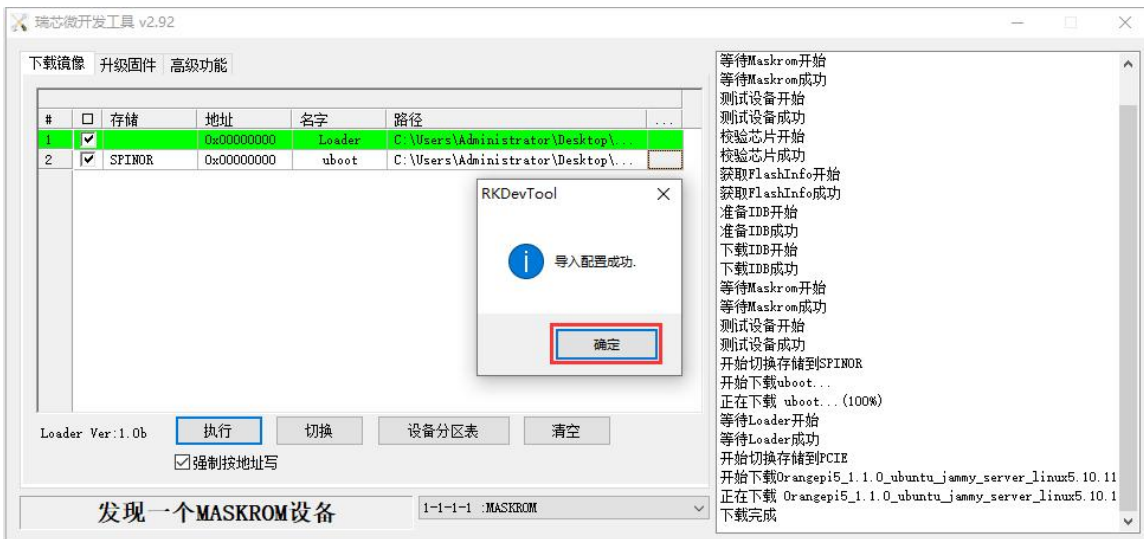 瑞芯微开发工具 v2.92
下载镜像 升级固件 高级功能
# 存储 地址 名字 路径 ...
1 0x00000000 Loader C:\Users\Administrator\Desktop\...
2 SPINOR 0x00000000 uboot C:\Users\Administrator\Desktop\...
RKDevTool
导入配置成功.
确定
Loader Ver:1.0b 执行 切换 设备分区表 清空
强制按地址写
发现一个MASKROM设备 1-1-1-1 :MASKROM
等待Maskrom开始
等待Maskrom成功
测试设备开始
测试设备成功
校验芯片开始
校验芯片成功
获取FlashInfo开始
获取FlashInfo成功
准备IDB开始
准备IDB成功
下载IDB开始
下载IDB成功
等待Maskrom开始
等待Maskrom成功
测试设备开始
测试设备成功
开始切换存储到SPINOR
开始下载uboot...
正在下载 uboot...(100%)
等待Loader开始
等待Loader成功
开始切换存储到PCIE
开始下载Orangepi5_1.1.0_ubuntu_jammy_server_linux5.10.11
正在下载 Orangepi5_1.1.0_ubuntu_jammy_server_linux5.10.1
下载完成